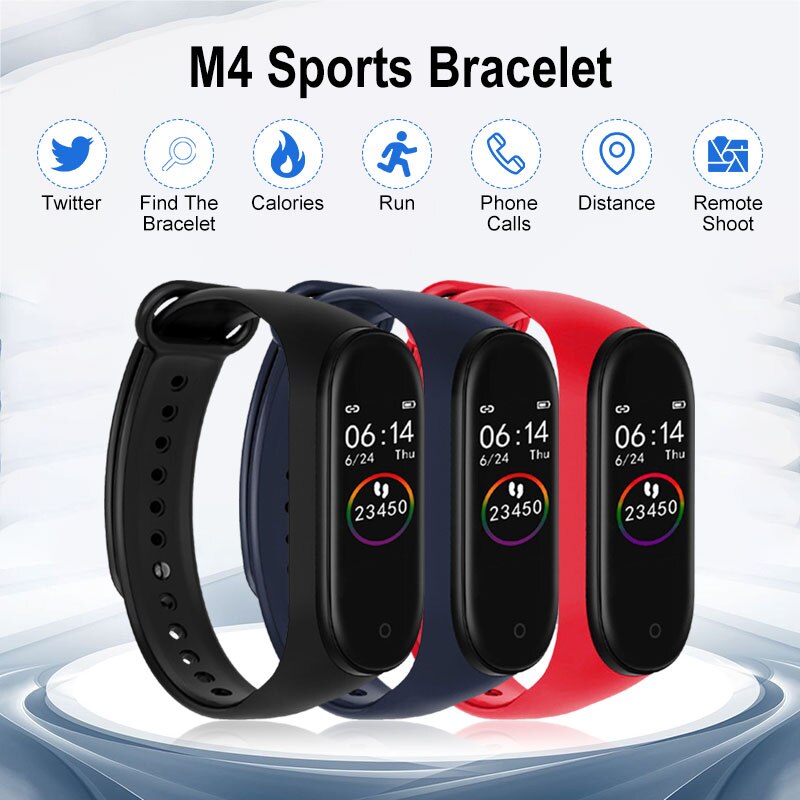 M4 Sports Bracelet
Twitter
Find The
Bracelet
Calories
Run
Phone
Calls
Distance
Remote
Shoot
06:14
6/24 Thu
23450
06:14
6/24 Thu
23450
06:14
6/24 Thu
23450